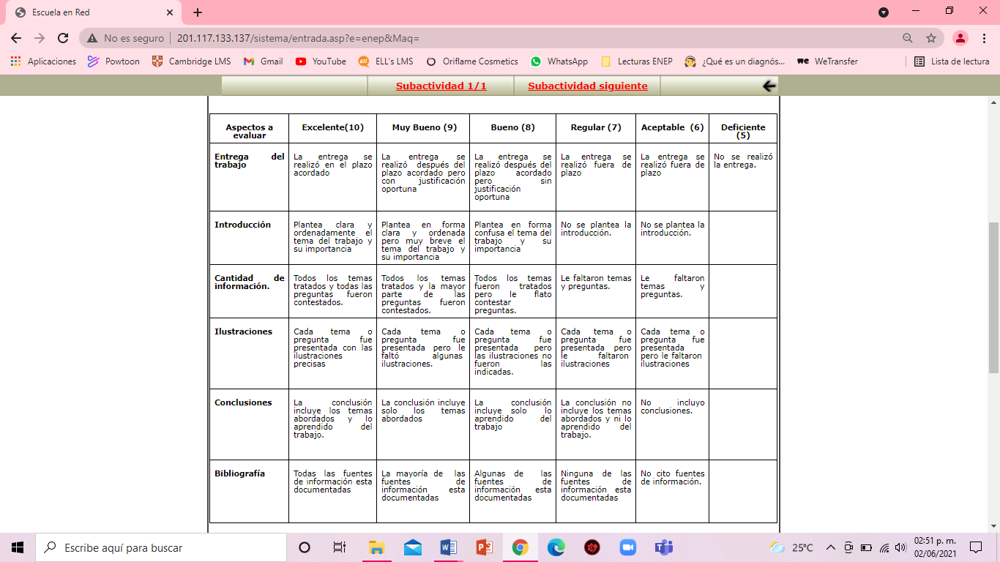 Escuela en Red
No es seguro
201.117.133.137/sistema/entrada.asp?e=enep&Maq=
Aplicaciones
Powtoon
Cambridge LMS
Gmail
YouTube
ELL's LMS
Oriflame Cosmetics
WhatsApp
Lecturas ENEP
¿Qué es un diagnós...
we
WeTransfer
Lista de lectura
Subactividad 1/1
Subactividad siguiente
Aspectos a
evaluar
Excelente(10)
Muy Bueno (9)
Bueno (8)
Regular (7)
Aceptable (6)
Deficiente
(5)
Entrega del
trabajo
La entrega se
realizó en el plazo
acordado
La entrega se
realizó después del
plazo acordado pero
con justificación
oportuna
La entrega se
realizó después del
plazo acordado
pero sin
justificación
oportuna
La entrega se
realizó fuera de
plazo
La entrega se
realizó fuera de
plazo
No se realizó
la entrega.
Introducción
Plantea clara y
ordenadamente el
tema del trabajo y
su importancia
Plantea en forma
clara y ordenada
pero muy breve el
tema del trabajo y
su importancia
Plantea en forma
confusa el tema del
trabajo y su
importancia
No se plantea la
introducción.
No se plantea la
introducción.
Cantidad de
información.
Todos los temas
tratados y todas las
preguntas fueron
contestados.
Todos los temas
tratados y la mayor
parte de las
preguntas fueron
contestados.
Todos los temas
fueron tratados
pero le flato
contestar
preguntas.
Le faltaron temas
y preguntas.
Le faltaron
temas y
preguntas.
Ilustraciones
Cada tema o
pregunta fue
presentada con las
ilustraciones
precisas
Cada tema o
pregunta fue
presentada pero le
faltó algunas
ilustraciones.
Cada tema o
pregunta fue
presentada pero
las ilustraciones no
fueron las
indicadas.
Cada tema o
pregunta fue
presentada pero
le faltaron
ilustraciones
Cada tema o
pregunta fue
presentada
pero le faltaron
ilustraciones
Conclusiones
La conclusión
incluye los temas
abordados y lo
aprendido del
trabajo.
La conclusión incluye
solo los temas
abordados
La conclusión
incluye solo lo
aprendido del
trabajo
La conclusión no
incluye los temas
abordados y ni lo
aprendido del
trabajo.
No incluyo
conclusiones.
Bibliografía
Todas las fuentes
de información esta
documentadas
La mayoría de las
fuentes de
información esta
documentadas
Algunas de las
fuentes de
información esta
documentadas
Ninguna de las
fuentes de
información esta
documentadas
No cito fuentes
de información.
Escribe aquí para buscar
25°C
02:51 p. m.
02/06/2021